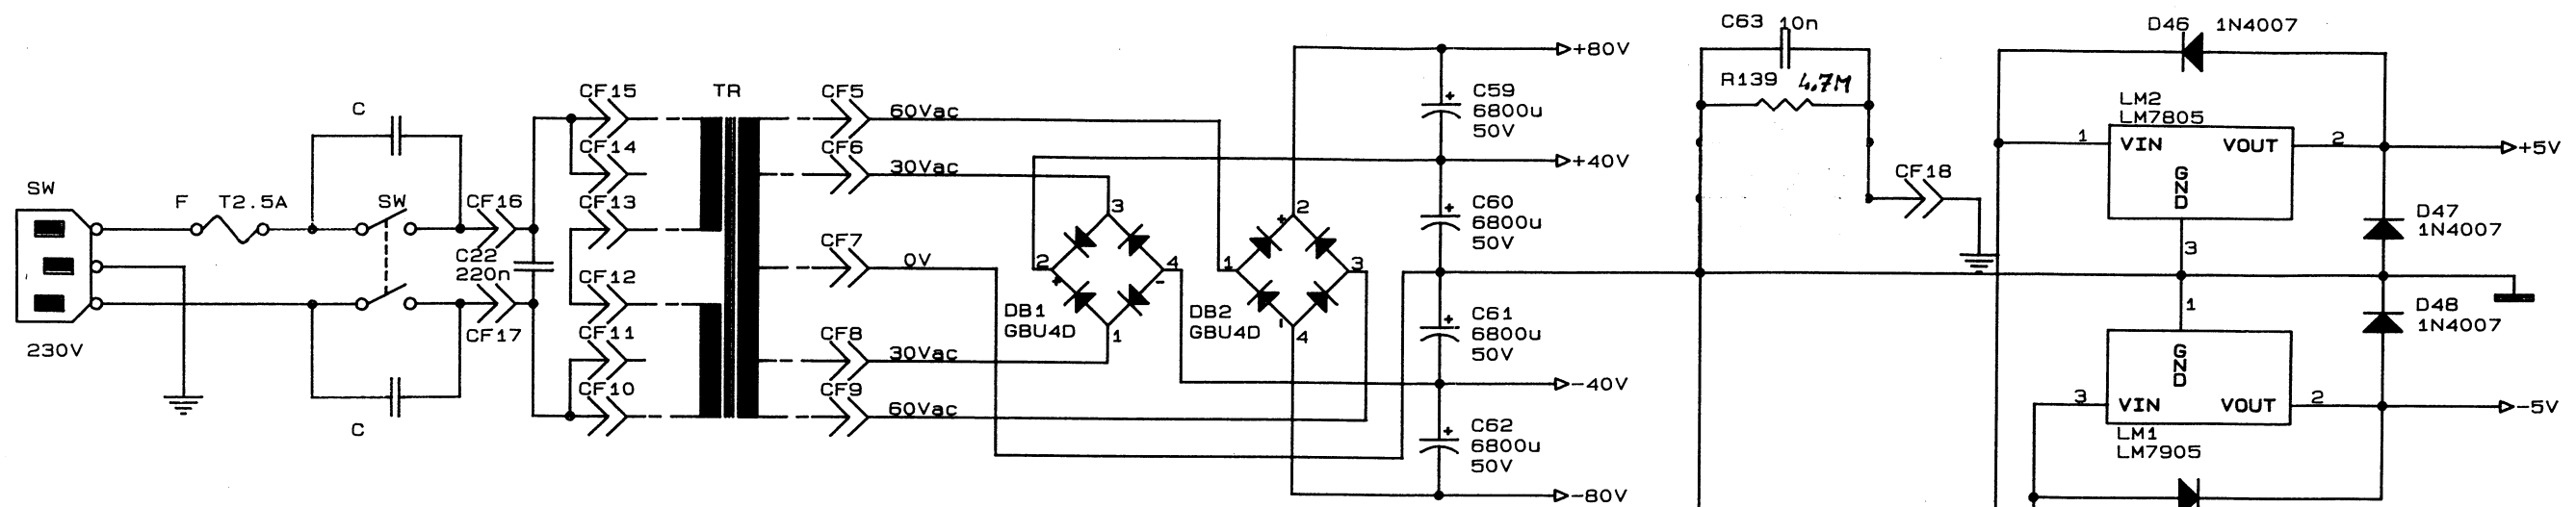 SW
230V
F T2.5A
C
SW
C
CF16
C22
220n
CF17
CF15
CF14
CF13
CF12
CF11
CF10
TR
CF5
60Vac
CF6
30Vac
CF7
0V
CF8
30Vac
CF9
60Vac
3
2
4
+
-
1
DB1
GBU4D
2
+
1
3
-
4
DB2
GBU4D
+80V
+
C59
6800u
50V
+40V
+
C60
6800u
50V
+
C61
6800u
50V
-40V
+
C62
6800u
50V
-80V
C63 10n
R139 4.7M
CF18
D46 1N4007
LM2
LM7805
1
VIN VOUT
GND
2
3
+5V
D47
1N4007
D48
1N4007
1
GND
3
VIN VOUT
2
-5V
LM1
LM7905